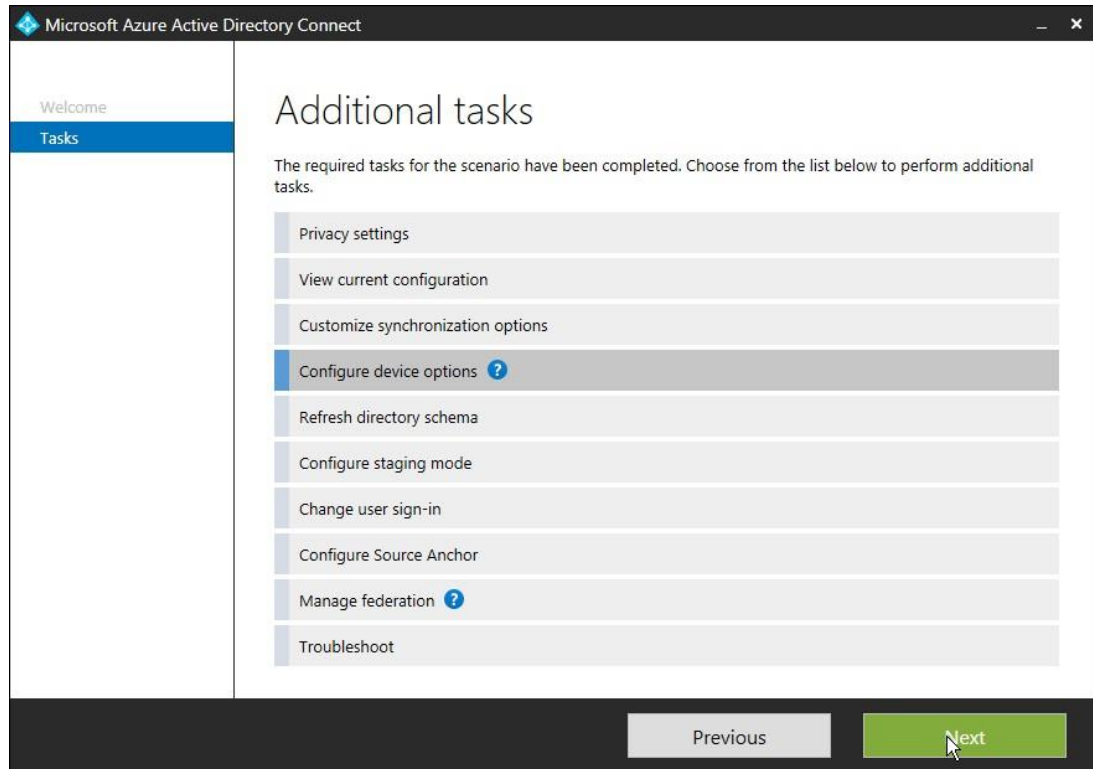 Microsoft Azure Active Directory Connect
Welcome
Tasks
Additional tasks
The required tasks for the scenario have been completed. Choose from the list below to perform additional
tasks.
Privacy settings
View current configuration
Customize synchronization options
Configure device options ?
Refresh directory schema
Configure staging mode
Change user sign-in
Configure Source Anchor
Manage federation ?
Troubleshoot
Previous
Next